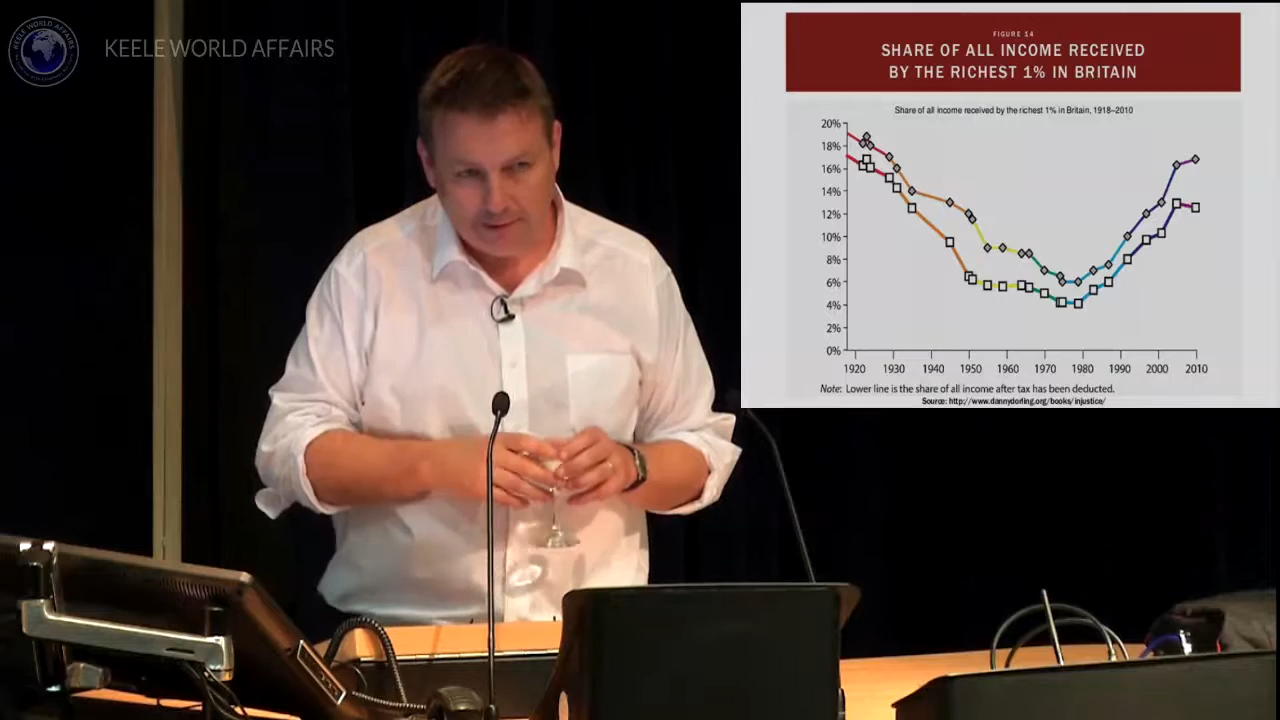 KEELE WORLD AFFAIRS
KEELE WORLD AFFAIRS
FIGURE 14
SHARE OF ALL INCOME RECEIVED
BY THE RICHEST 1% IN BRITAIN
Share of all income received by the richest 1% in Britain, 1918–2010
20%
18%
16%
14%
12%
10%
8%
6%
4%
2%
0%
1920 1930 1940 1950 1960 1970 1980 1990 2000 2010
Note: Lower line is the share of all income after tax has been deducted.
Source: http://www.dannydorling.org/books/injustice/